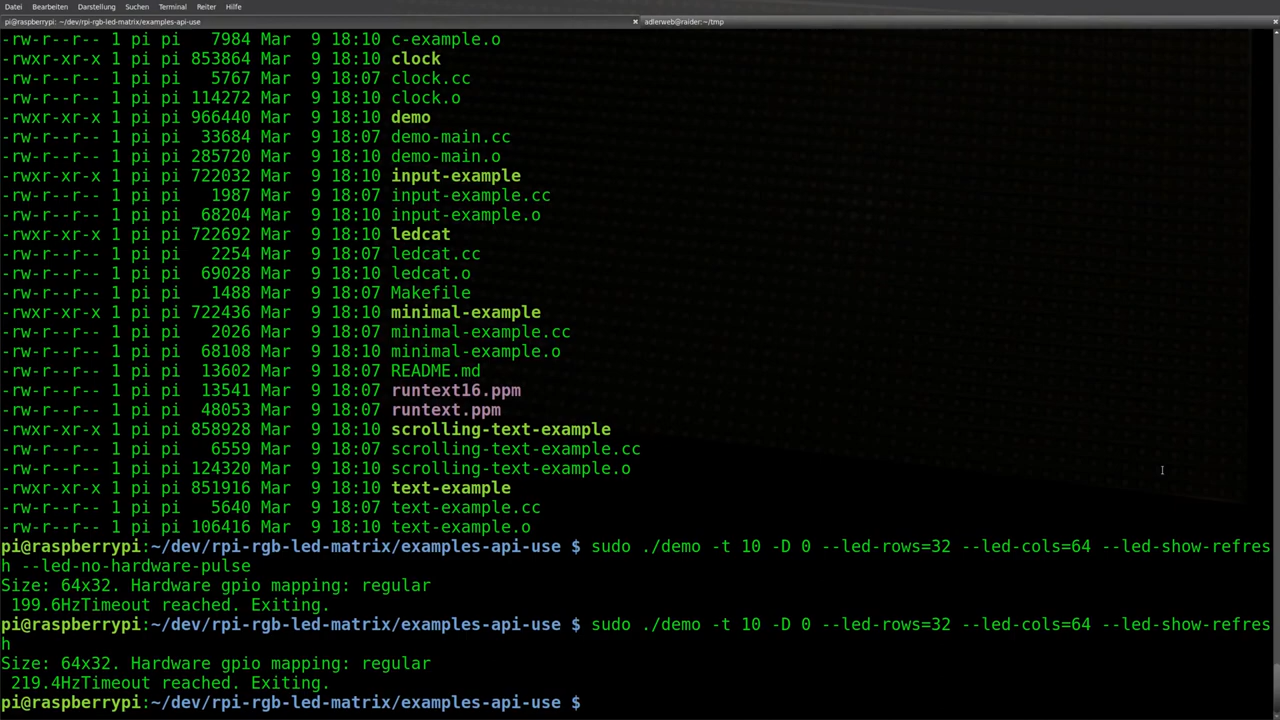 Datei Bearbeiten Darstellung Suchen Terminal Reiter Hilfe
pi@raspberrypi: ~/dev/rpi-rgb-led-matrix/examples-api-use × adlerweb@raider:~/tmp ×
-rw-r--r-- 1 pi pi   7984 Mar  9 18:10 c-example.o
-rwxr-xr-x 1 pi pi 853864 Mar  9 18:10 clock
-rw-r--r-- 1 pi pi   5767 Mar  9 18:07 clock.cc
-rw-r--r-- 1 pi pi 114272 Mar  9 18:10 clock.o
-rwxr-xr-x 1 pi pi 966440 Mar  9 18:10 demo
-rw-r--r-- 1 pi pi  33684 Mar  9 18:07 demo-main.cc
-rw-r--r-- 1 pi pi 285720 Mar  9 18:10 demo-main.o
-rwxr-xr-x 1 pi pi 722032 Mar  9 18:10 input-example
-rw-r--r-- 1 pi pi   1987 Mar  9 18:07 input-example.cc
-rw-r--r-- 1 pi pi  68204 Mar  9 18:10 input-example.o
-rwxr-xr-x 1 pi pi 722692 Mar  9 18:10 ledcat
-rw-r--r-- 1 pi pi   2254 Mar  9 18:07 ledcat.cc
-rw-r--r-- 1 pi pi  69028 Mar  9 18:10 ledcat.o
-rw-r--r-- 1 pi pi   1488 Mar  9 18:07 Makefile
-rwxr-xr-x 1 pi pi 722436 Mar  9 18:10 minimal-example
-rw-r--r-- 1 pi pi   2026 Mar  9 18:07 minimal-example.cc
-rw-r--r-- 1 pi pi  68108 Mar  9 18:10 minimal-example.o
-rw-r--r-- 1 pi pi  13602 Mar  9 18:07 README.md
-rw-r--r-- 1 pi pi  13541 Mar  9 18:07 runtext16.ppm
-rw-r--r-- 1 pi pi  48053 Mar  9 18:07 runtext.ppm
-rwxr-xr-x 1 pi pi 858928 Mar  9 18:10 scrolling-text-example
-rw-r--r-- 1 pi pi   6559 Mar  9 18:07 scrolling-text-example.cc
-rw-r--r-- 1 pi pi 124320 Mar  9 18:10 scrolling-text-example.o
-rwxr-xr-x 1 pi pi 851916 Mar  9 18:10 text-example
-rw-r--r-- 1 pi pi   5640 Mar  9 18:07 text-example.cc
-rw-r--r-- 1 pi pi 106416 Mar  9 18:10 text-example.o
pi@raspberrypi:~/dev/rpi-rgb-led-matrix/examples-api-use $ sudo ./demo -t 10 -D 0 --led-rows=32 --led-cols=64 --led-show-refres
h --led-no-hardware-pulse
Size: 64x32. Hardware gpio mapping: regular
 199.6HzTimeout reached. Exiting.
pi@raspberrypi:~/dev/rpi-rgb-led-matrix/examples-api-use $ sudo ./demo -t 10 -D 0 --led-rows=32 --led-cols=64 --led-show-refres
h
Size: 64x32. Hardware gpio mapping: regular
 219.4HzTimeout reached. Exiting.
pi@raspberrypi:~/dev/rpi-rgb-led-matrix/examples-api-use $